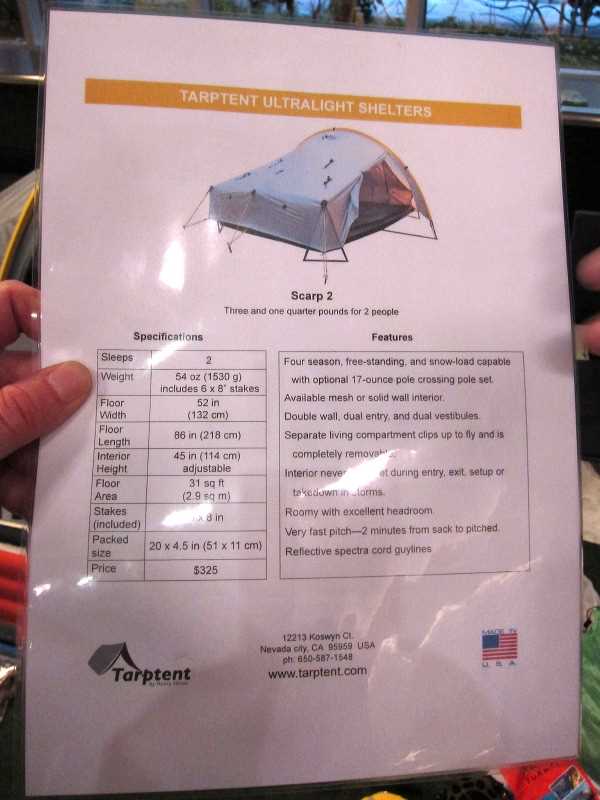 TARPTENT ULTRALIGHT SHELTERS
Scarp 2
Three and one quarter pounds for 2 people
Specifications
Sleeps 2
Weight 54 oz (1530 g)
includes 6 x 8" stakes
Floor Width 52 in
(132 cm)
Floor Length 86 in (218 cm)
Interior Height 45 in (114 cm)
adjustable
Floor Area 31 sq ft
(2.9 sq m)
Stakes (included) x 8 in
Packed size 20 x 4.5 in (51 x 11 cm)
Price $325
Features
Four season, free-standing, and snow-load capable
with optional 17-ounce pole crossing pole set.
Available mesh or solid wall interior.
Double wall, dual entry, and dual vestibules.
Separate living compartment clips up to fly and is
completely removable.
Interior never et during entry, exit, setup or
takedown in storms.
Roomy with excellent headroom.
Very fast pitch—2 minutes from sack to pitched.
Reflective spectra cord guylines
Tarptent
12213 Koswyn Ct.
Nevada city, CA 95959 USA
ph: 650-587-1548
www.tarptent.com
MADE IN
U.S.A.